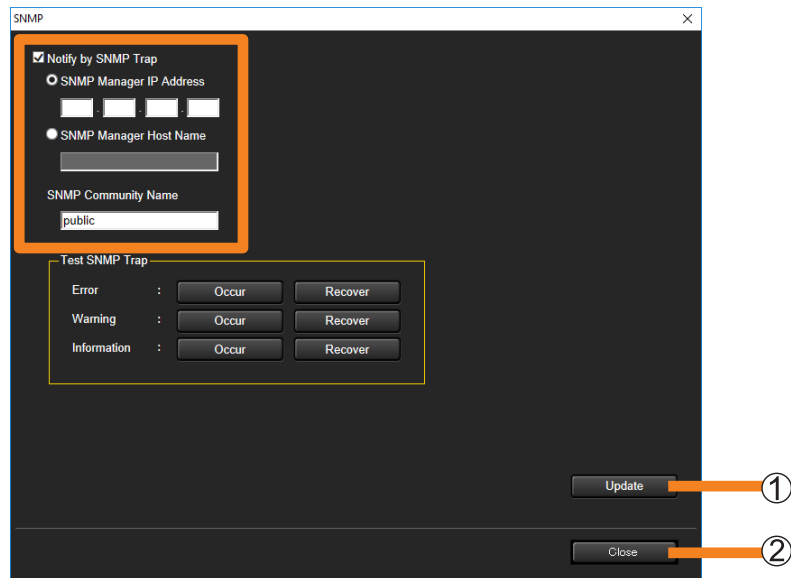 SNMP
Notify by SNMP Trap
SNMP Manager IP Address
. . .
SNMP Manager Host Name
SNMP Community Name
public
Test SNMP Trap
Error : Occur Recover
Warning : Occur Recover
Information : Occur Recover
Update ①
Close ②